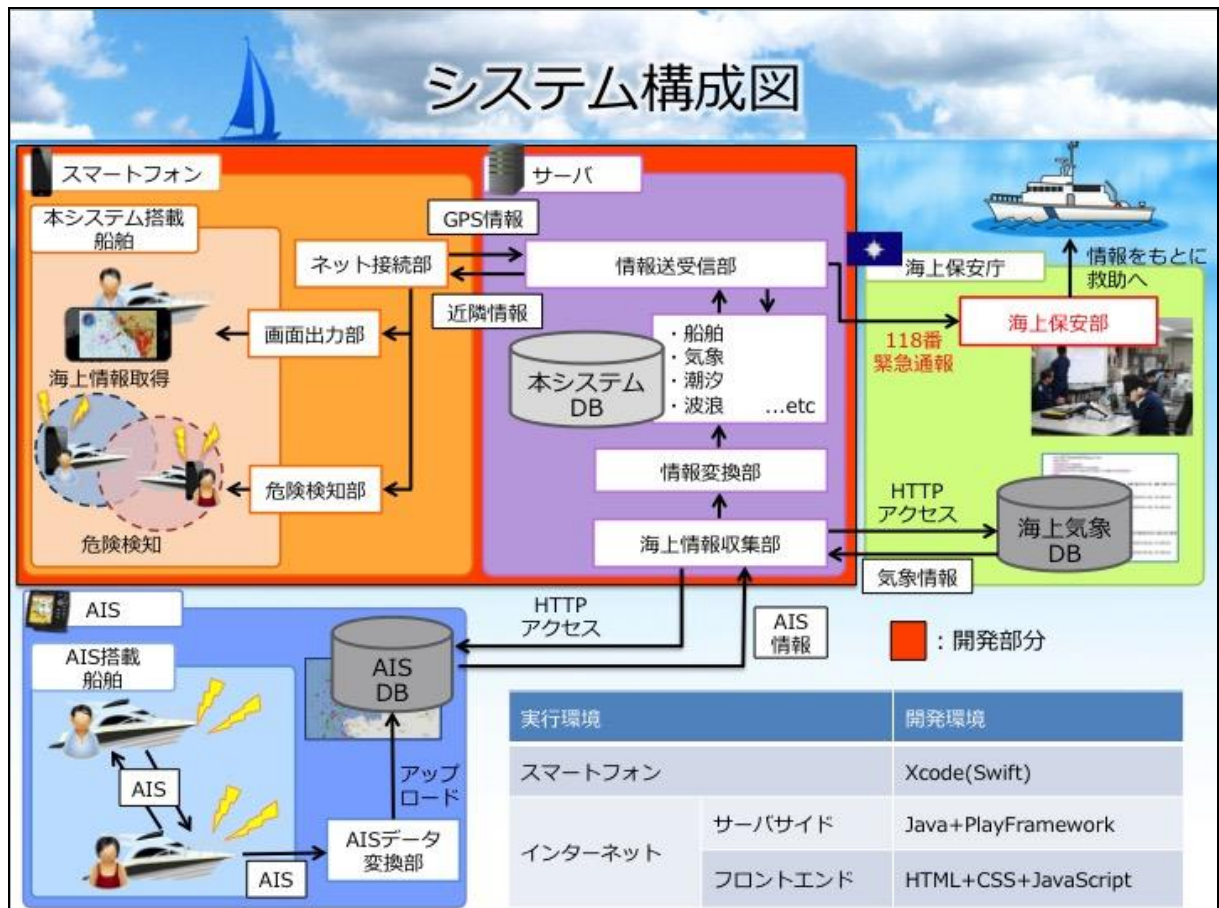 システム構成図
スマートフォン
本システム搭載
船舶
海上情報取得
危険検知
ネット接続部
画面出力部
危険検知部
GPS情報
近隣情報
サーバ
情報送受信部
本システム
DB
・船舶
・気象
・潮汐
・波浪 …etc
情報変換部
海上情報収集部
海上保安庁
情報をもとに
救助へ
海上保安部
118番
緊急通報
HTTP
アクセス
海上気象
DB
気象情報
AIS
AIS搭載
船舶
AIS
AIS
AISデータ
変換部
アップ
ロード
AIS
DB
HTTP
アクセス
AIS
情報
：開発部分
実行環境 開発環境
スマートフォン Xcode(Swift)
インターネット
サーバサイド Java+PlayFramework
フロントエンド HTML+CSS+JavaScript